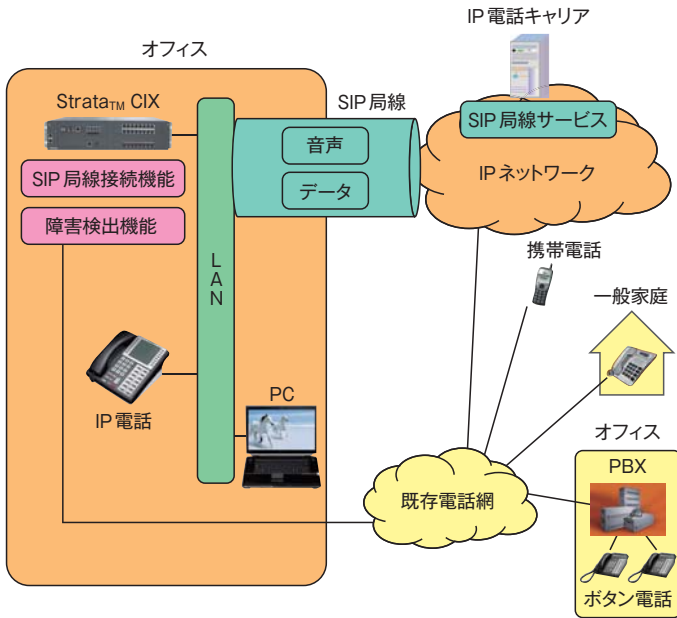 オフィス
StrataTM CIX
SIP局線接続機能
障害検出機能
LAN
IP電話
PC
SIP局線
音声
データ
IP電話キャリア
SIP局線サービス
IPネットワーク
携帯電話
一般家庭
既存電話網
オフィス
PBX
ボタン電話